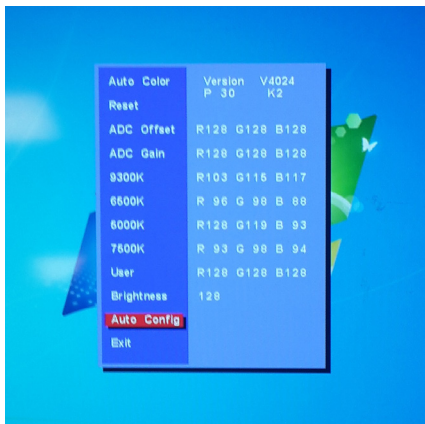 Auto Color Version V4024
P 30 K2
Reset
ADC Offset R128 G128 B128
ADC Gain R128 G128 B128
9300K R103 G115 B117
6500K R 96 G 98 B 88
6000K R128 G119 B 93
7500K R 93 G 98 B 94
User R128 G128 B128
Brightness 128
Auto Config
Exit